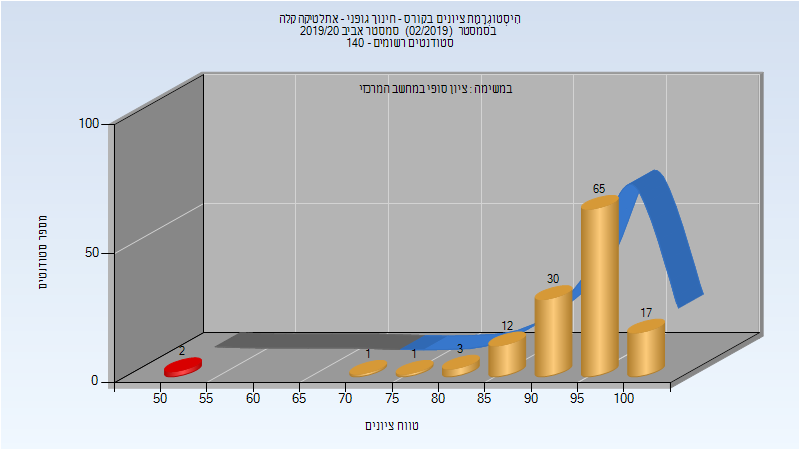 היסטוגרמת ציונים בקורס - חינוך גופני - אתלטיקה קלה
בסמסטר (02/2019) סמסטר אביב 2019/20
סטודנטים רשומים - 140
במשימה : ציון סופי במחשב המרכזי
100
50
0
מספר סטודנטים
2
1
1
3
12
30
65
17
50 55 60 65 70 75 80 85 90 95 100
טווח ציונים